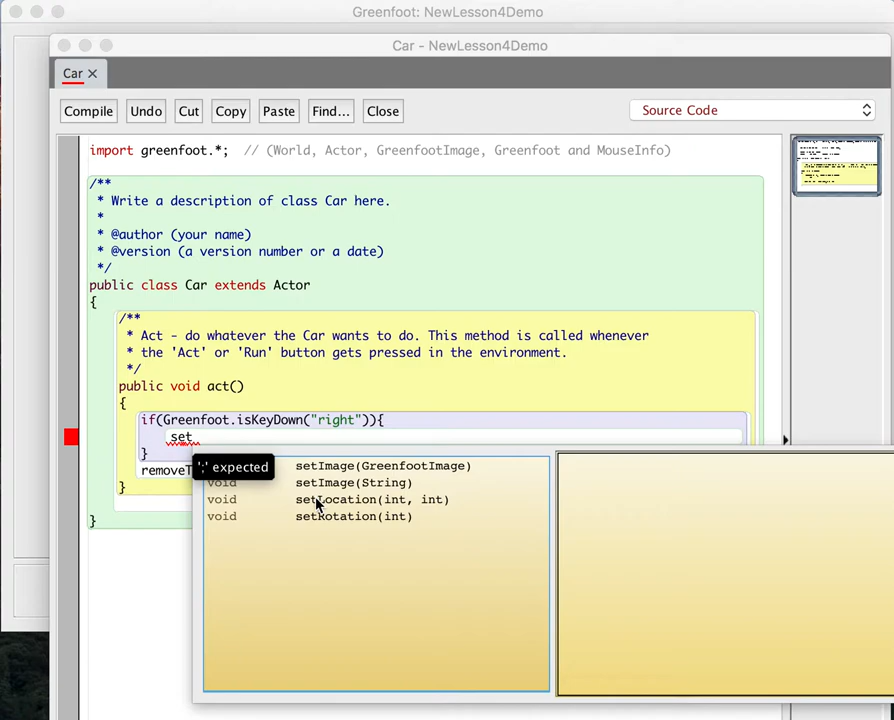 Greenfoot: NewLesson4Demo
Car - NewLesson4Demo
Car ✕
Compile Undo Cut Copy Paste Find... Close Source Code
import greenfoot.*;  // (World, Actor, GreenfootImage, Greenfoot and MouseInfo)
/**
 * Write a description of class Car here.
 *
 * @author (your name)
 * @version (a version number or a date)
 */
public class Car extends Actor
{
/**
 * Act - do whatever the Car wants to do. This method is called whenever
 * the 'Act' or 'Run' button gets pressed in the environment.
 */
public void act()
{
if(Greenfoot.isKeyDown("right")){
set
}
removeT
}
}
';' expected
setImage(GreenfootImage)
void setImage(String)
void setLocation(int, int)
void setRotation(int)